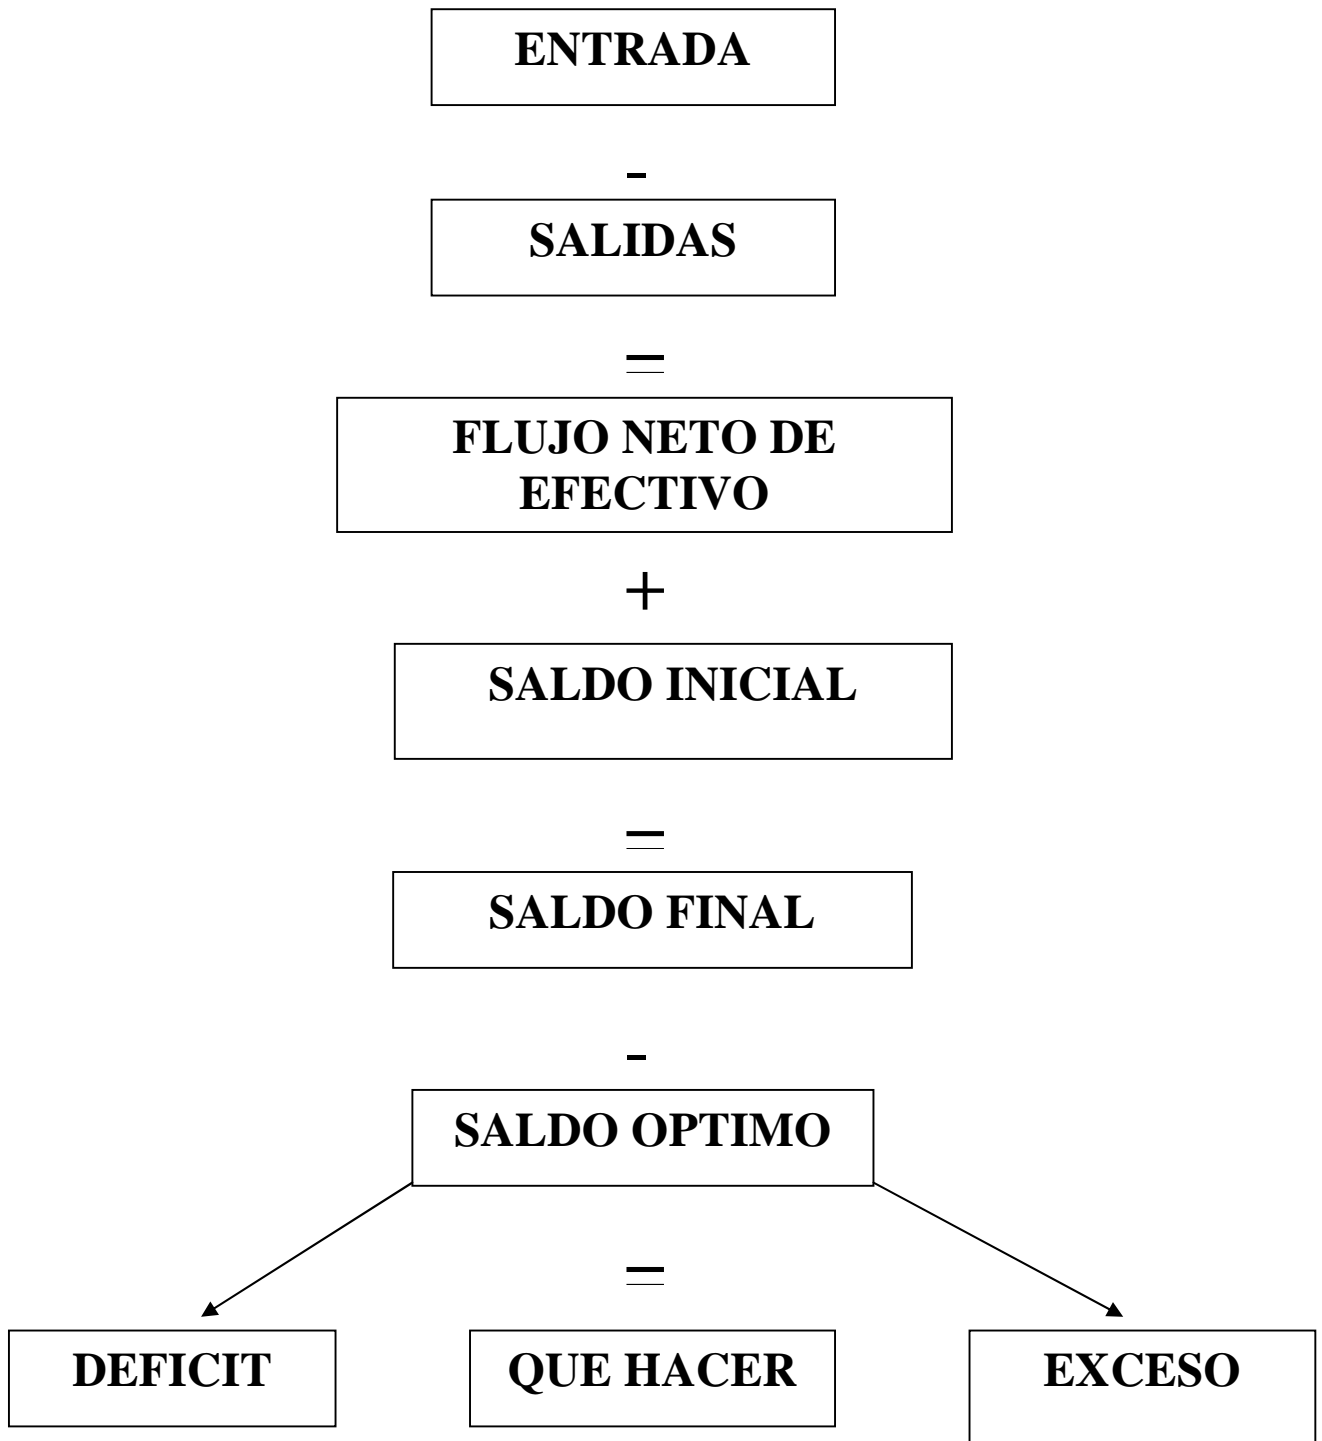 ENTRADA
-
SALIDAS
=
FLUJO NETO DE
EFECTIVO
+
SALDO INICIAL
=
SALDO FINAL
-
SALDO OPTIMO
=
DEFICIT
QUE HACER
EXCESO